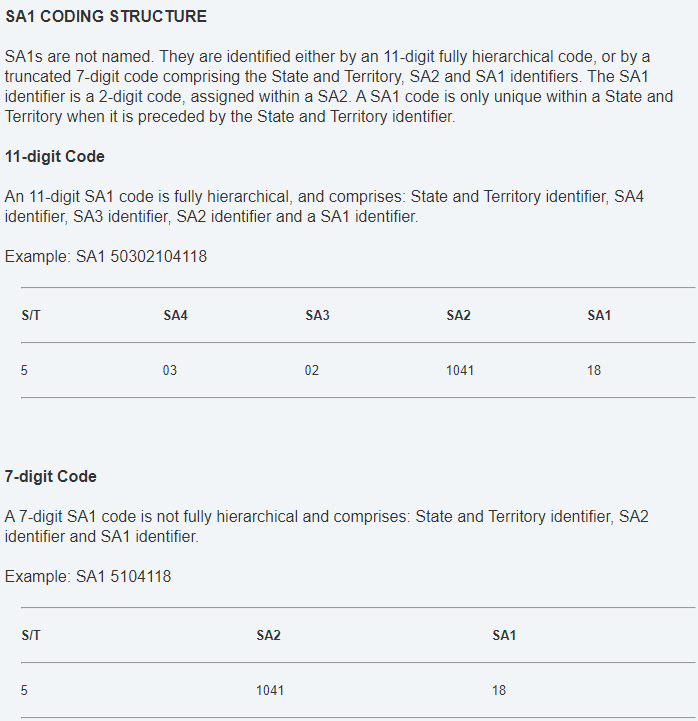 SA1 CODING STRUCTURE
SA1s are not named. They are identified either by an 11-digit fully hierarchical code, or by a
truncated 7-digit code comprising the State and Territory, SA2 and SA1 identifiers. The SA1
identifier is a 2-digit code, assigned within a SA2. A SA1 code is only unique within a State and
Territory when it is preceded by the State and Territory identifier.
11-digit Code
An 11-digit SA1 code is fully hierarchical, and comprises: State and Territory identifier, SA4
identifier, SA3 identifier, SA2 identifier and a SA1 identifier.
Example: SA1 50302104118
S/T SA4 SA3 SA2 SA1
5 03 02 1041 18
7-digit Code
A 7-digit SA1 code is not fully hierarchical and comprises: State and Territory identifier, SA2
identifier and SA1 identifier.
Example: SA1 5104118
S/T SA2 SA1
5 1041 18